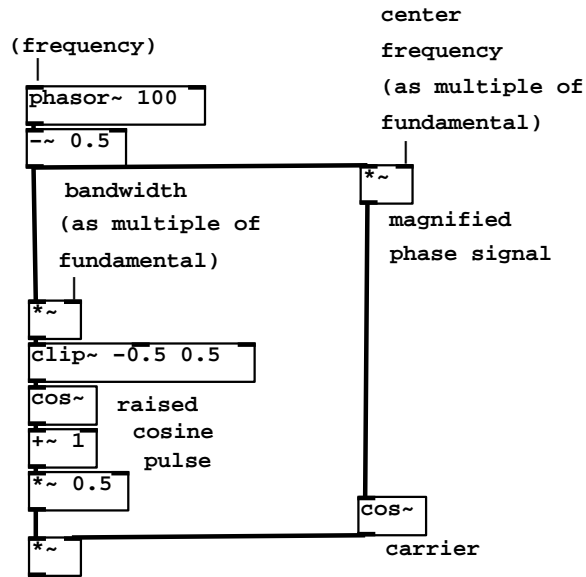 center
(frequency)
frequency
(as multiple of
fundamental)
phasor~ 100
-~ 0.5
*~
bandwidth
(as multiple of
fundamental)
magnified
phase signal
*~
clip~ -0.5 0.5
cos~
raised
cosine
pulse
+~ 1
*~ 0.5
cos~
*~
carrier